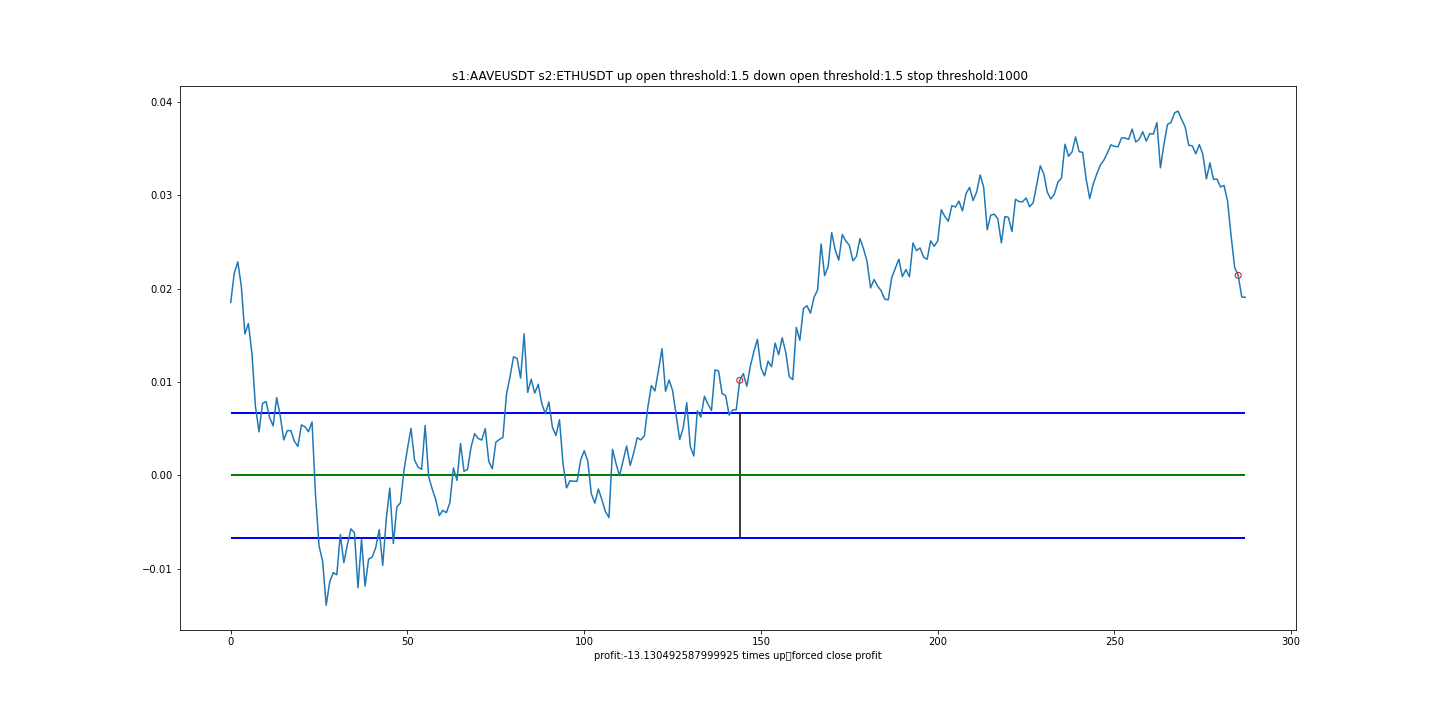 s1:AAVEUSDT s2:ETHUSDT up open threshold:1.5 down open threshold:1.5 stop threshold:1000
0.04
0.03
0.02
0.01
0.00
−0.01
0 50 100 150 200 250 300
profit:-13.130492587999925 times up▯forced close profit